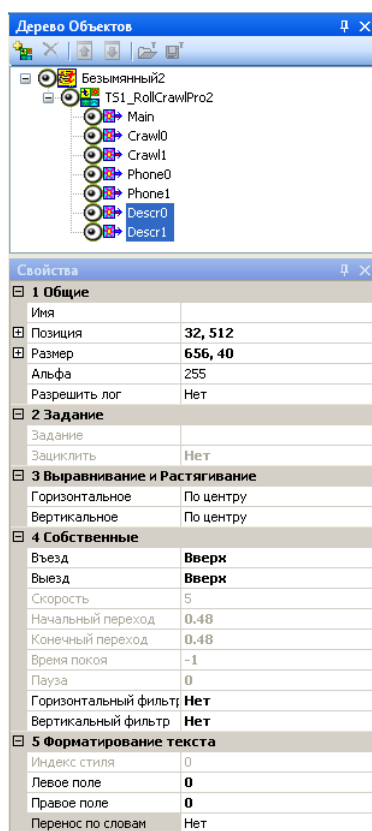 Дерево Объектов
Безымянный2
TS1_RollCrawlPro2
Main
Crawl0
Crawl1
Phone0
Phone1
Descr0
Descr1
Свойства
1 Общие
Имя
Позиция 32, 512
Размер 656, 40
Альфа 255
Разрешить лог Нет
2 Задание
Задание
Зациклить Нет
3 Выравнивание и Растягивание
Горизонтальное По центру
Вертикальное По центру
4 Собственные
Въезд Вверх
Выезд Вверх
Скорость 5
Начальный переход 0.48
Конечный переход 0.48
Время покоя -1
Пауза 0
Горизонтальный фильтр Нет
Вертикальный фильтр Нет
5 Форматирование текста
Индекс стиля 0
Левое поле 0
Правое поле 0
Перенос по словам Нет